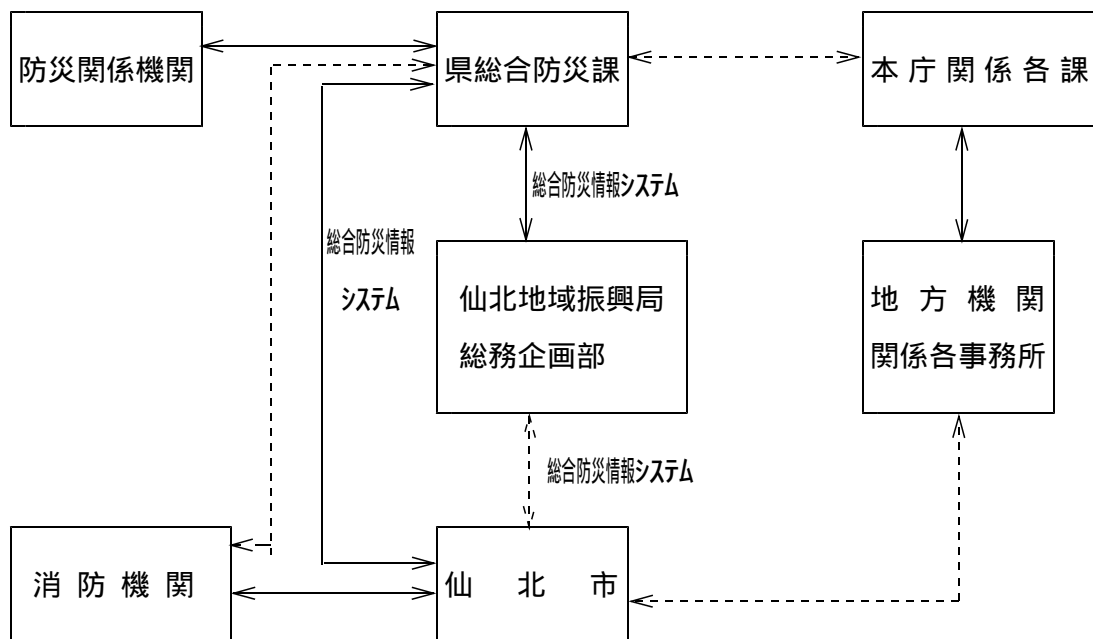 防災関係機関
県総合防災課
本庁関係各課
総合防災情報システム
総合防災情報
システム
仙北地域振興局
総務企画部
地方機関
関係各事務所
総合防災情報システム
消防機関
仙北市